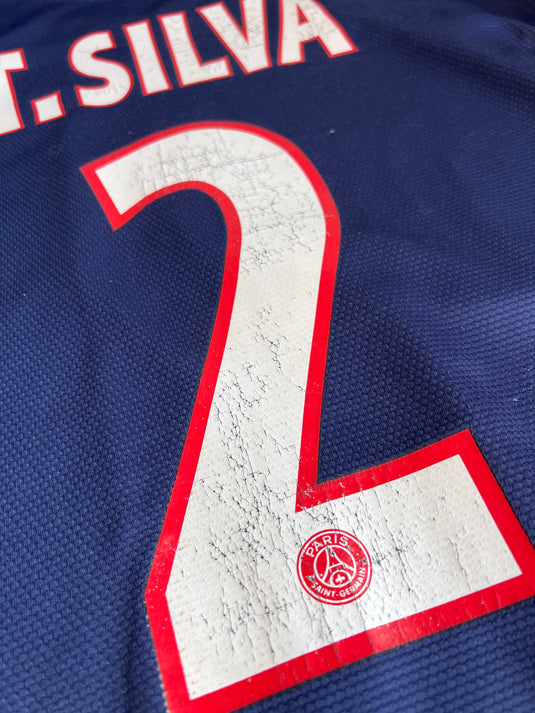 T. SILVA
2
PARIS
SAINT-GERMAIN